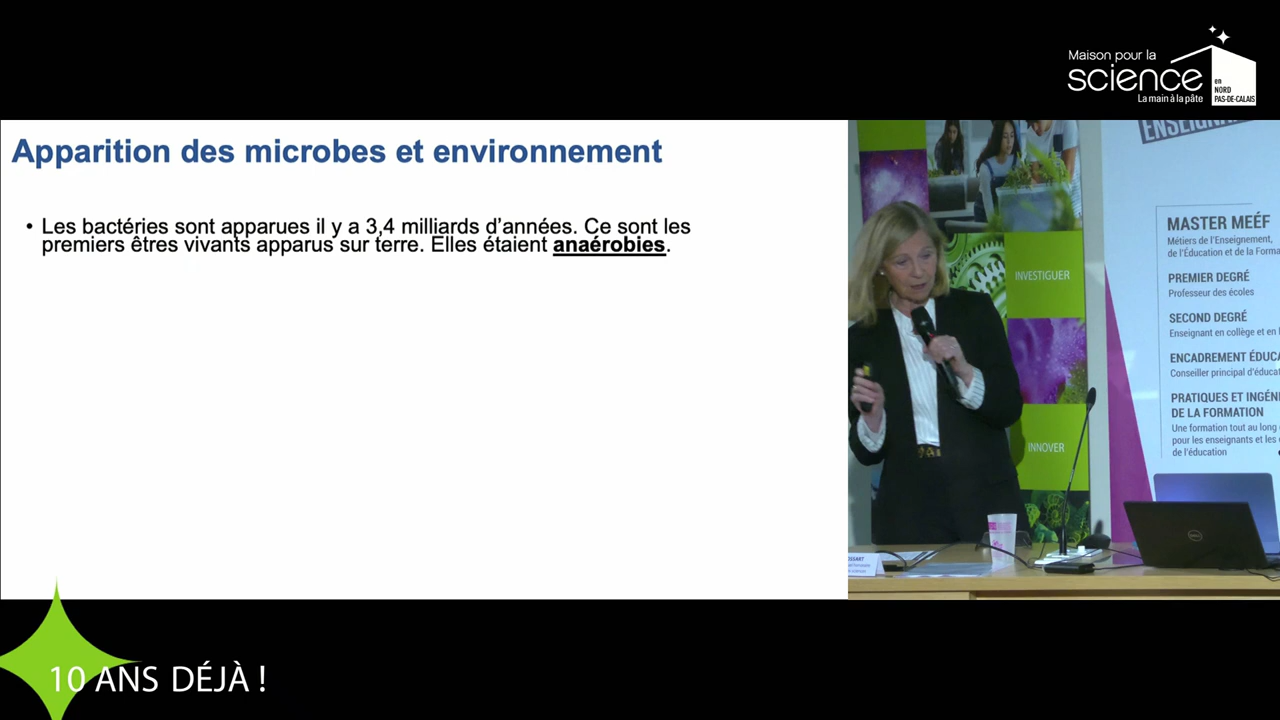 Maison pour la
science
en
NORD
PAS-DE-CALAIS
La main à la pâte
Apparition des microbes et environnement
• Les bactéries sont apparues il y a 3,4 milliards d’années. Ce sont les
premiers êtres vivants apparus sur terre. Elles étaient anaérobies.
INVESTIGUER
INNOVER
MASTER MEÉF
Métiers de l'Enseignement,
de l'Éducation et de la Forma
PREMIER DEGRÉ
Professeur des écoles
SECOND DEGRÉ
Enseignant en collège et en
ENCADREMENT ÉDUCA
Conseiller principal d'éducat
PRATIQUES ET INGÉNI
DE LA FORMATION
Une formation tout au long
pour les enseignants et les
de l'éducation
DELL
10 ANS DÉJÀ !